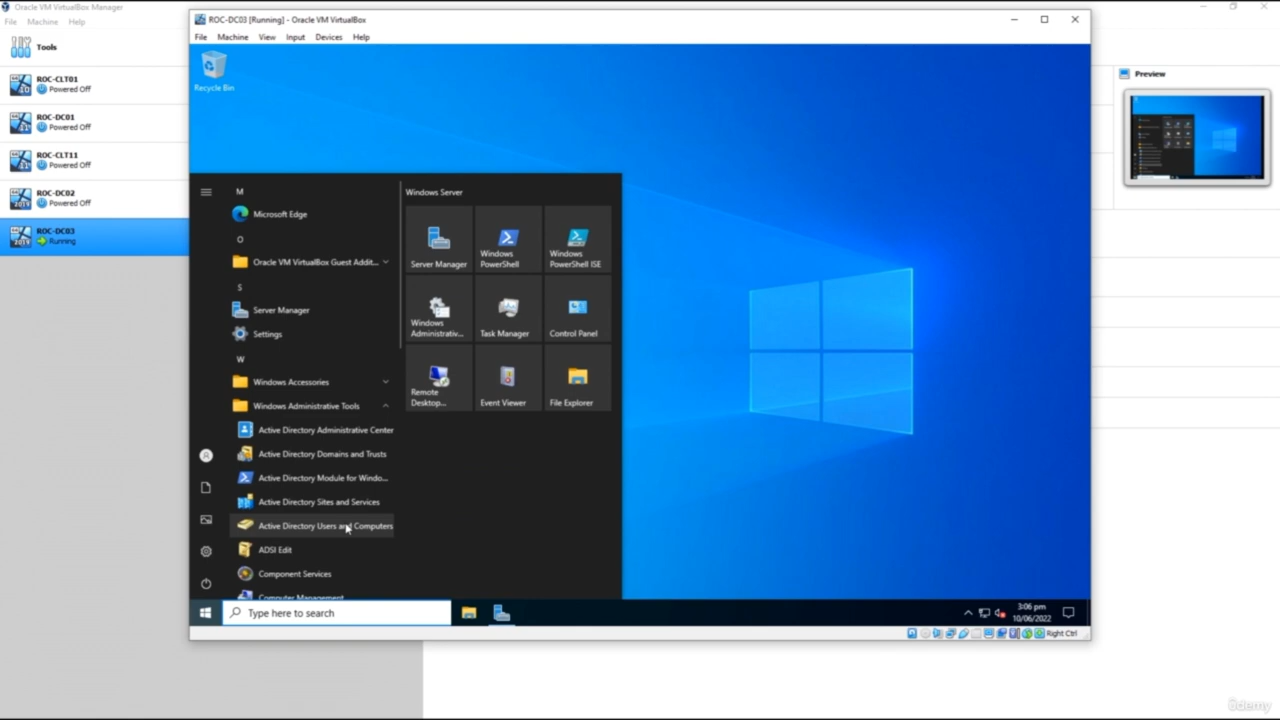 Oracle VM VirtualBox Manager
File Machine Help
Tools
ROC-CLT01
Powered Off
ROC-DC01
Powered Off
ROC-CLT11
Powered Off
ROC-DC02
Powered Off
ROC-DC03
Running
ROC-DC03 [Running] - Oracle VM VirtualBox
File Machine View Input Devices Help
Recycle Bin
M
Microsoft Edge
O
Oracle VM VirtualBox Guest Addit...
S
Server Manager
Settings
W
Windows Accessories
Windows Administrative Tools
Active Directory Administrative Center
Active Directory Domains and Trusts
Active Directory Module for Windo...
Active Directory Sites and Services
Active Directory Users and Computers
ADSI Edit
Component Services
Computer Management
Windows Server
Server Manager
Windows PowerShell
Windows PowerShell ISE
Windows Administrativ...
Task Manager
Control Panel
Remote Desktop...
Event Viewer
File Explorer
Type here to search
3:06 pm
10/06/2022
Right Ctrl
Preview
ûdemy